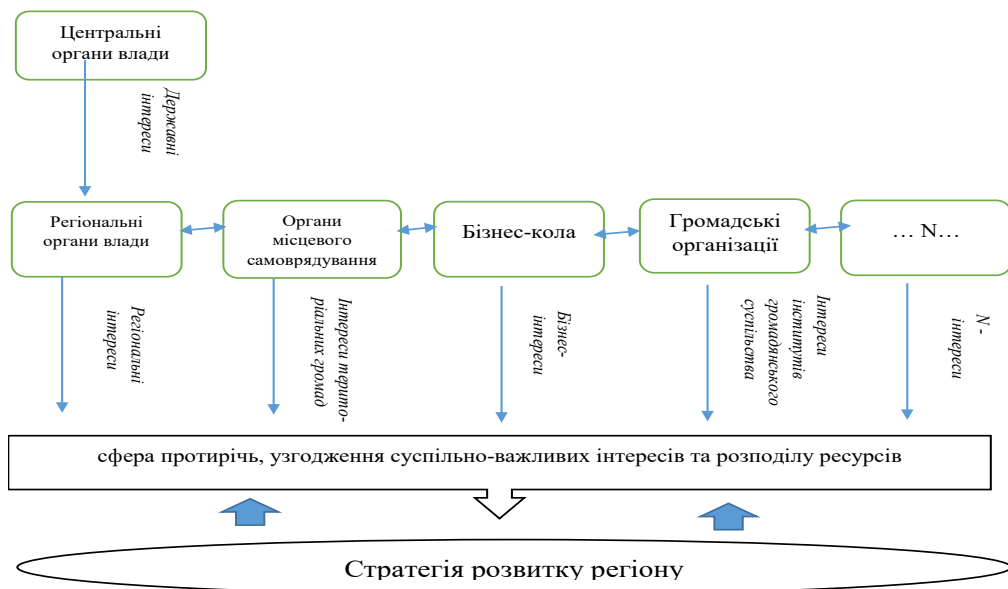 Центральні
органи влади
Державні
інтереси
Регіональні
органи влади
Органи
місцевого
самоврядування
Бізнес-кола
Громадські
організації
... N...
Регіональні
інтереси
Інтереси терито-
ріальних громад
Бізнес-
інтереси
Інтереси
інститутів
громадянського
суспільства
N -
інтереси
сфера протирічь, узгодження суспільно-важливих інтересів та розподілу ресурсів
Стратегія розвитку регіону